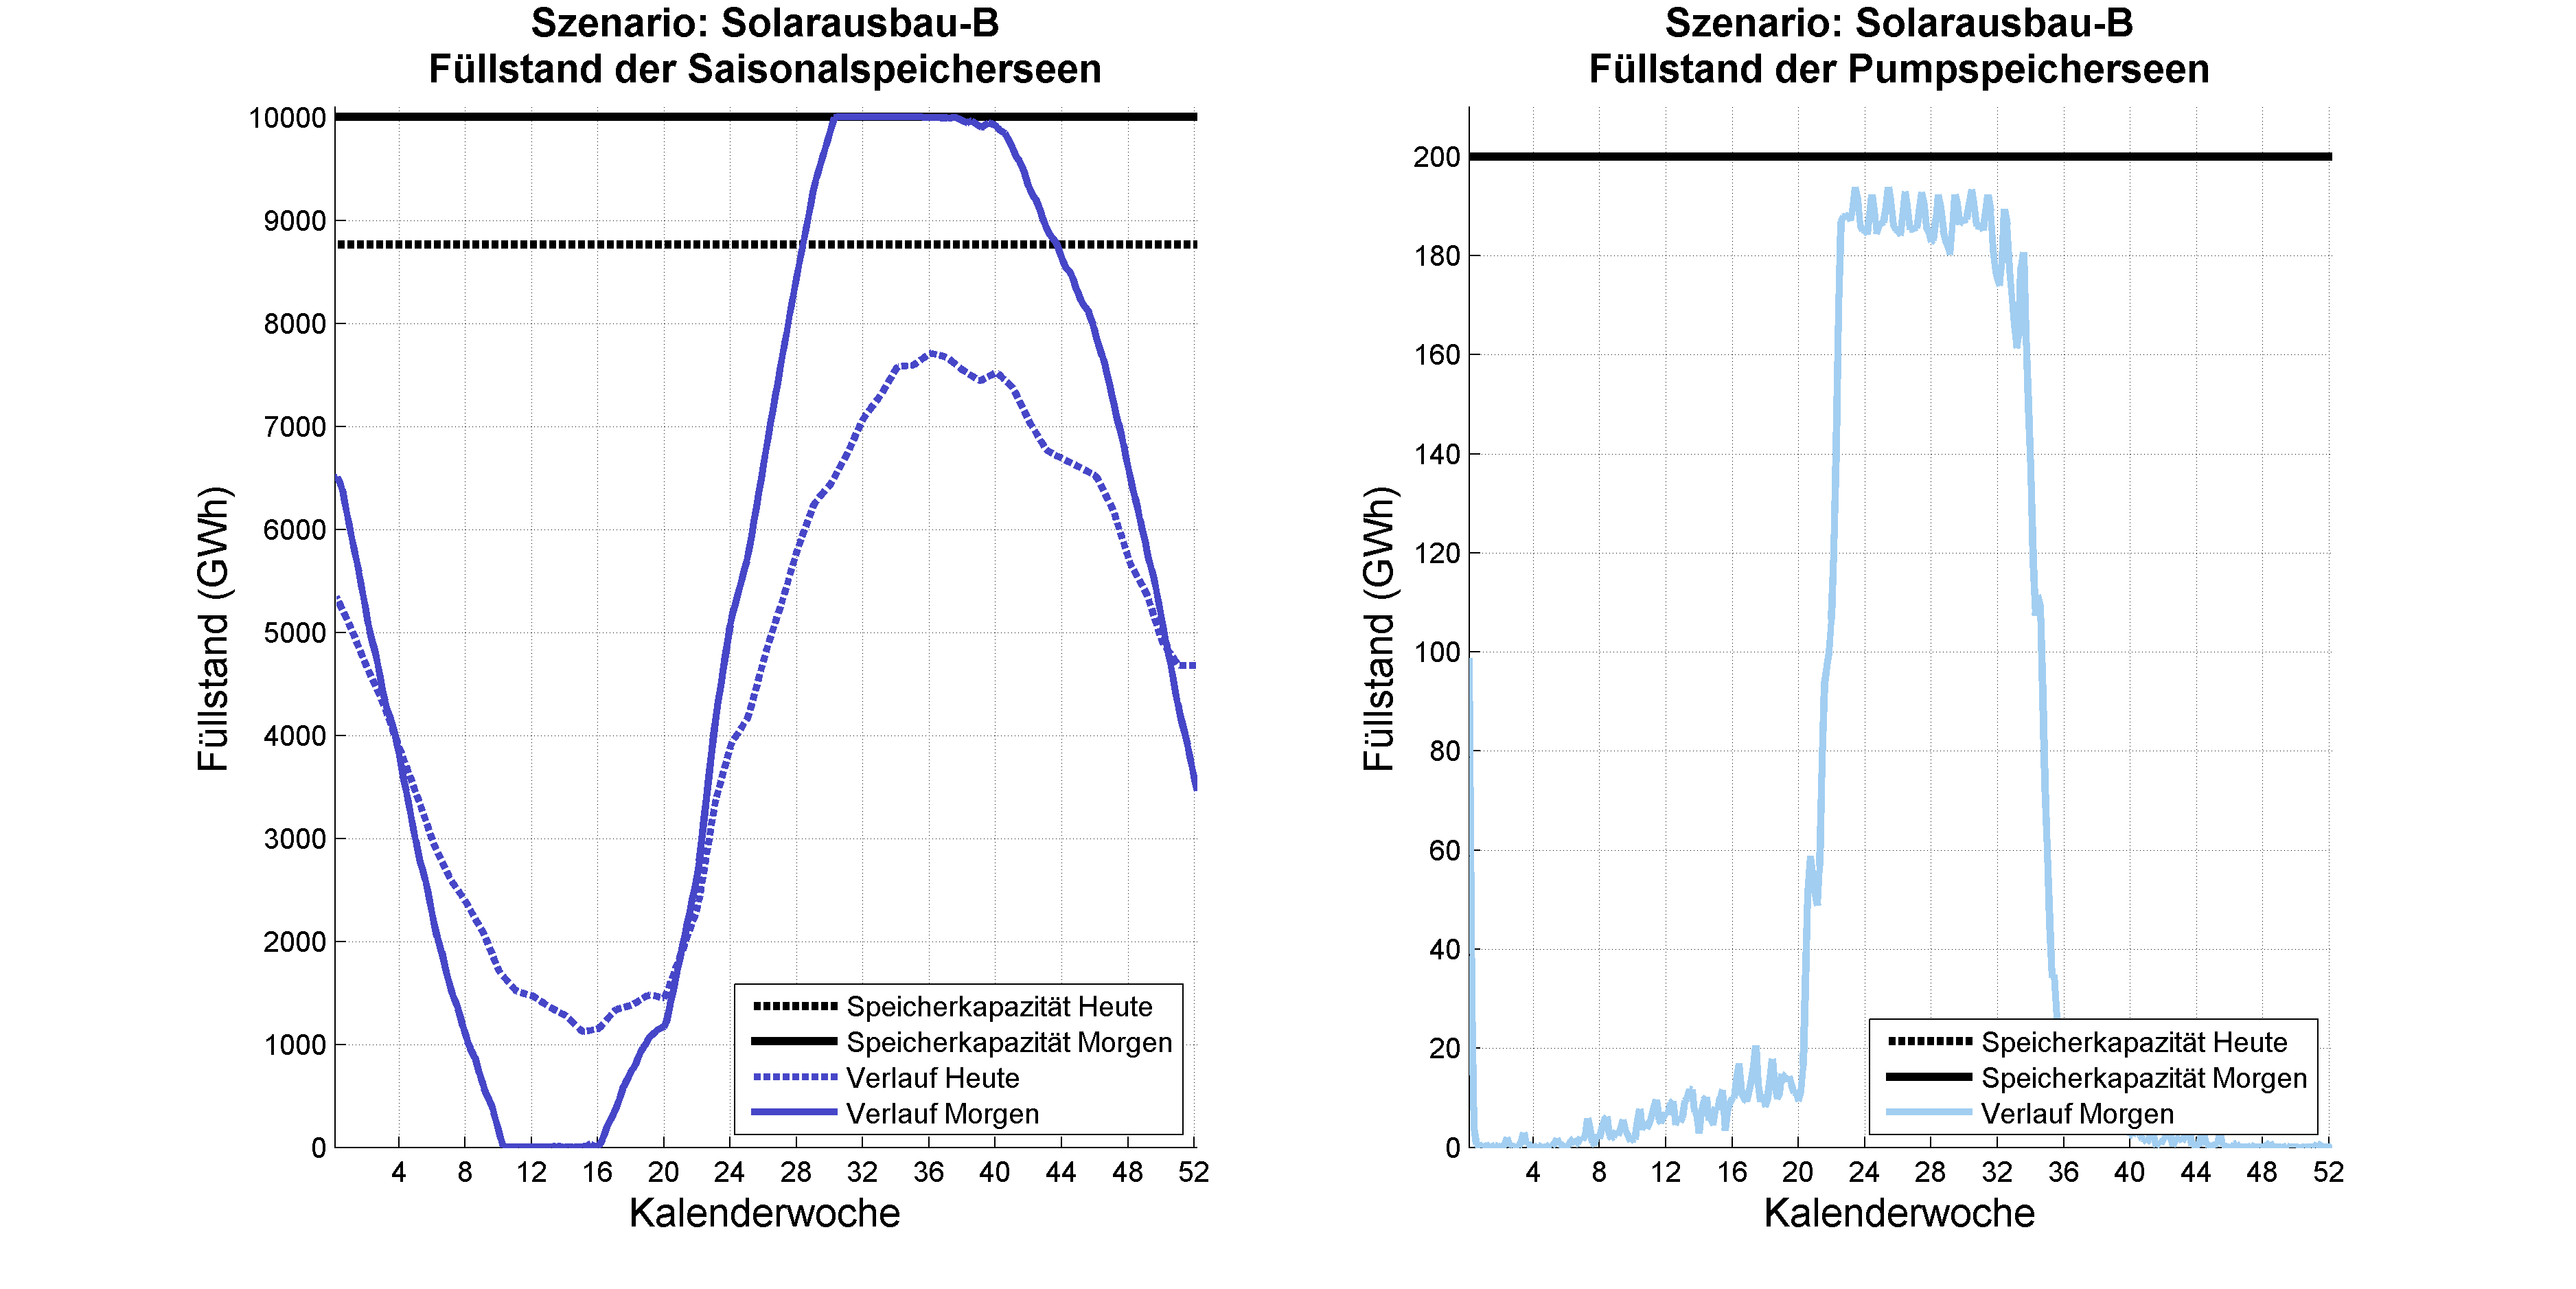 Szenario: Solarausbau-B
Füllstand der Saisonalspeicherseen
10000
9000
8000
7000
6000
5000
4000
3000
2000
1000
0
Füllstand (GWh)
4 8 12 16 20 24 28 32 36 40 44 48 52
Kalenderwoche
Speicherkapazität Heute
Speicherkapazität Morgen
Verlauf Heute
Verlauf Morgen
Szenario: Solarausbau-B
Füllstand der Pumpspeicherseen
200
180
160
140
120
100
80
60
40
20
0
Füllstand (GWh)
4 8 12 16 20 24 28 32 36 40 44 48 52
Kalenderwoche
Speicherkapazität Heute
Speicherkapazität Morgen
Verlauf Morgen